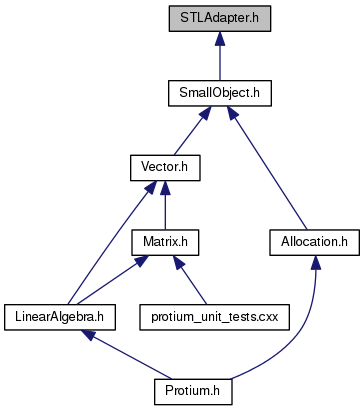 STLAdapter.h
SmallObject.h
Vector.h
Matrix.h
Allocation.h
LinearAlgebra.h
protium_unit_tests.cxx
Protium.h